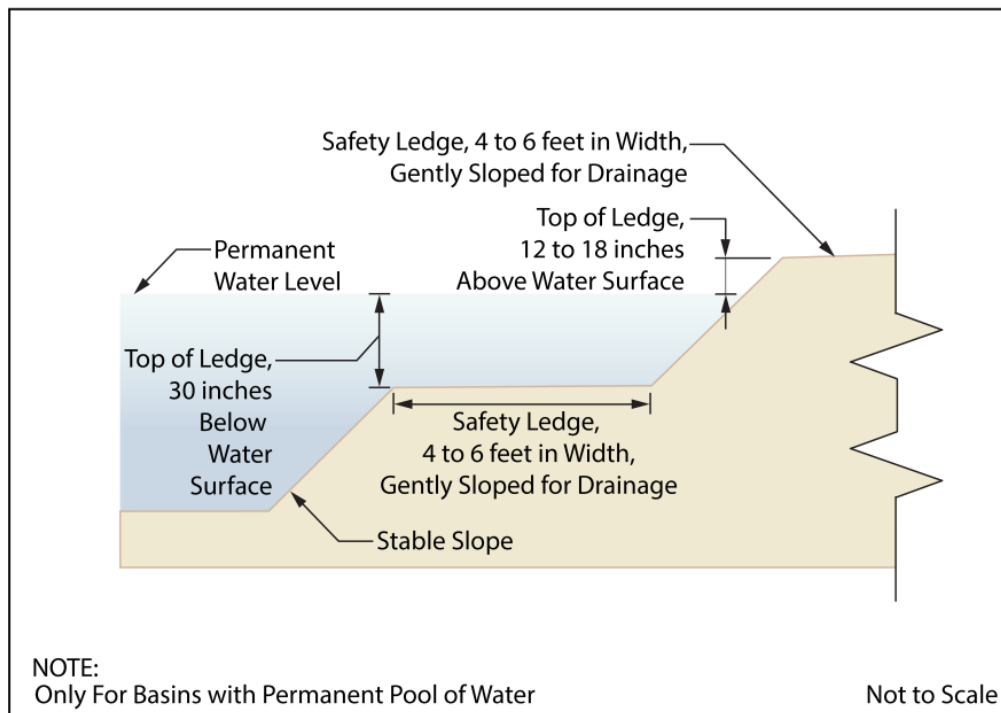 Safety Ledge, 4 to 6 feet in Width,
Gently Sloped for Drainage
Top of Ledge,
12 to 18 inches
Above Water Surface
Permanent
Water Level
Top of Ledge,
30 inches
Below
Water
Surface
Safety Ledge,
4 to 6 feet in Width,
Gently Sloped for Drainage
Stable Slope
NOTE:
Only For Basins with Permanent Pool of Water
Not to Scale